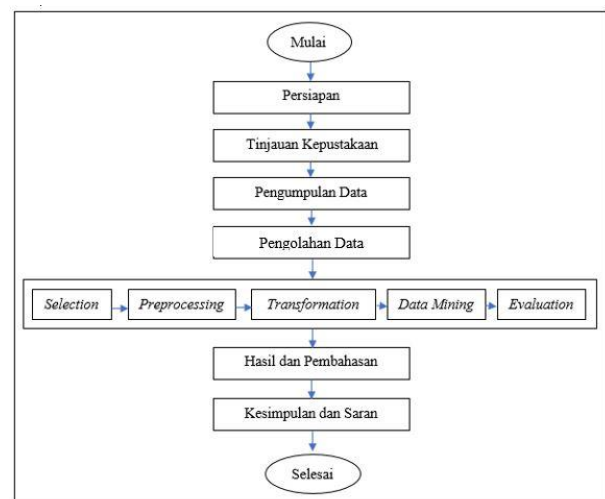 Mulai
Persiapan
Tinjauan Kepustakaan
Pengumpulan Data
Pengolahan Data
Selection
Preprocessing
Transformation
Data Mining
Evaluation
Hasil dan Pembahasan
Kesimpulan dan Saran
Selesai